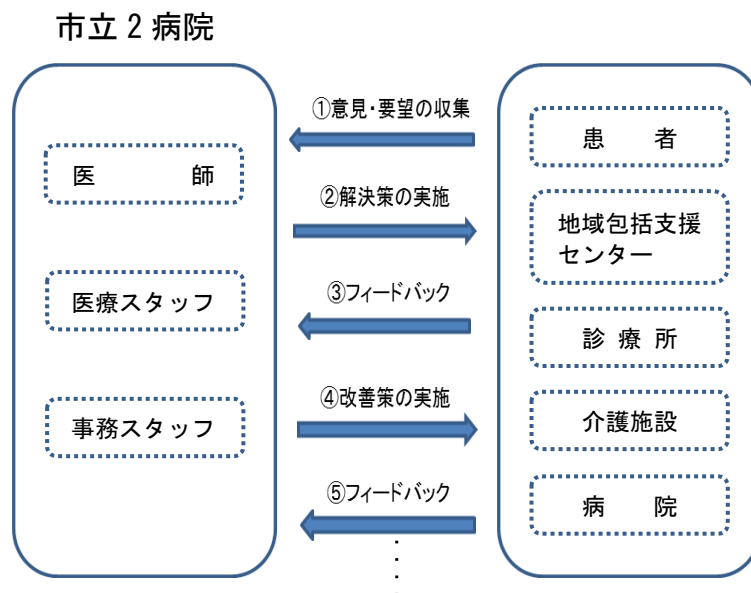 市立2病院
医　　　師
医療スタッフ
事務スタッフ
①意見・要望の収集
②解決策の実施
③フィードバック
④改善策の実施
⑤フィードバック
患　　者
地域包括支援
センター
診 療 所
介護施設
病　　院